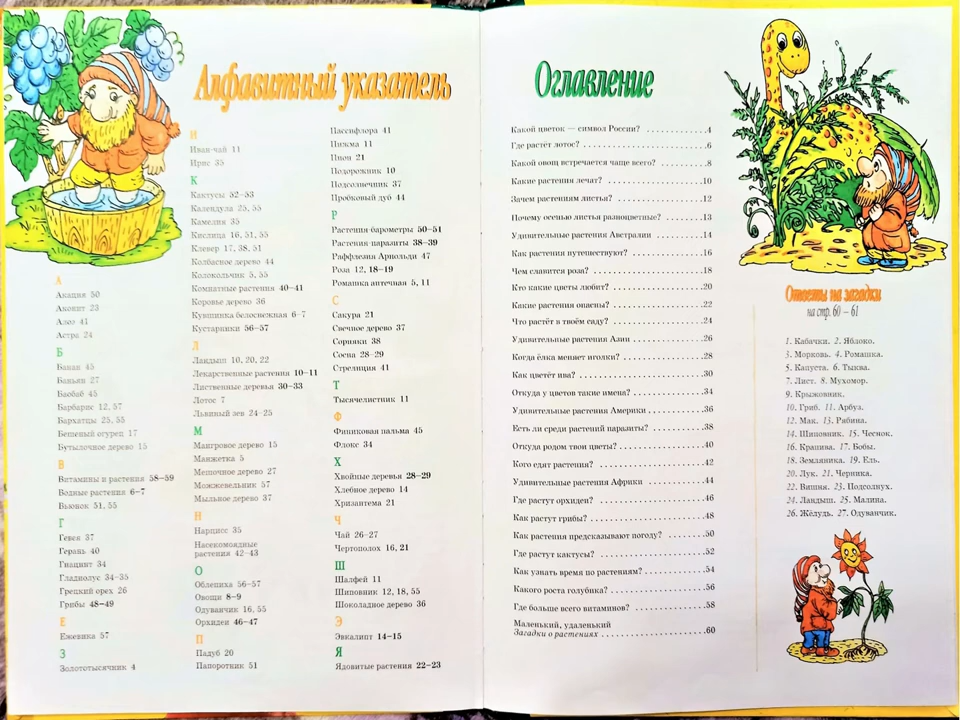 Алфавитный указатель
А
Акация 50
Аконит 23
Алоэ 41
Астра 24
Б
Банан 45
Баньян 27
Баобаб 45
Барбарис 12, 57
Бархатцы 25, 55
Бешеный огурец 17
Бутылочное дерево 15
В
Витамины и растения 58–59
Водные растения 6–7
Вьюнок 51, 55
Г
Гевея 37
Герань 40
Гиацинт 34
Гладиолус 34–35
Грецкий орех 26
Грибы 48–49
Е
Ежевика 57
З
Золототысячник 4
И
Иван-чай 11
Ирис 35
К
Кактусы 52–53
Календула 25, 55
Камелия 35
Кислица 16, 51, 55
Клевер 17, 38, 51
Колбасное дерево 44
Колокольчик 5, 55
Комнатные растения 40–41
Коровье дерево 36
Кувшинка белоснежная 6–7
Кустарники 56–57
Л
Ландыш 10, 20, 22
Лекарственные растения 10–11
Лиственные деревья 30–33
Лотос 7
Львиный зев 24–25
М
Мангровое дерево 15
Манжетка 5
Мелочное дерево 27
Можжевельник 57
Мыльное дерево 37
Н
Нарцисс 35
Насекомоядные
растения 42–43
О
Облепиха 56–57
Овощи 8–9
Одуванчик 16, 55
Орхидеи 46–47
П
Падуб 20
Папоротник 51
Пассифлора 41
Пижма 11
Пион 21
Подорожник 10
Подсолнечник 37
Пробковый дуб 44
Р
Растения барометры 50–51
Растения паразиты 38–39
Раффлезия Арнольди 47
Роза 12, 18–19
Ромашка аптечная 5, 11
С
Сакура 21
Свечное дерево 37
Сорняки 38
Сосна 28–29
Стрелиция 41
Т
Тысячелистник 11
Ф
Финиковая пальма 45
Флокс 34
Х
Хвойные деревья 28–29
Хлебное дерево 14
Хризантема 21
Ч
Чай 26–27
Чертополох 16, 21
Ш
Шалфей 11
Шиповник 12, 18, 55
Шоколадное дерево 36
Э
Эвкалипт 14–15
Я
Ядовитые растения 22–23
Оглавление
Какой цветок — символ России? ............4
Где растёт лотос? ............6
Какой овощ встречается чаще всего? ............8
Какие растения лечат? ............10
Зачем растениям листья? ............12
Почему осенью листья разноцветные? ............13
Удивительные растения Австралии ............14
Как растения путешествуют? ............16
Чем славится роза? ............18
Кто какие цветы любит? ............20
Какие растения опасны? ............22
Что растёт в твоём саду? ............24
Удивительные растения Азии ............26
Когда ёлка меняет иголки? ............28
Как цветёт ива? ............30
Откуда у цветов такие имена? ............34
Удивительные растения Америки ............36
Есть ли среди растений паразиты? ............38
Откуда родом твои цветы? ............40
Кого едят растения? ............42
Удивительные растения Африки ............44
Где растут орхидеи? ............46
Как растут грибы? ............48
Как растения предсказывают погоду? ............50
Где растут кактусы? ............52
Как узнать время по растениям? ............54
Какого роста голубика? ............56
Где больше всего витаминов? ............58
Маленький, удаленький
Загадки о растениях ............60
Ответы на загадки
на стр. 60 – 61
1. Кабачки. 2. Яблоко.
3. Морковь. 4. Ромашка.
5. Капуста. 6. Тыква.
7. Лист. 8. Мухомор.
9. Крыжовник.
10. Гриб. 11. Арбуз.
12. Мак. 13. Рябина.
14. Шиповник. 15. Чеснок.
16. Крапива. 17. Бобы.
18. Земляника. 19. Ель.
20. Лук. 21. Черника.
22. Вишня. 23. Подсолнух.
24. Ландыш. 25. Малина.
26. Жёлудь. 27. Одуванчик.